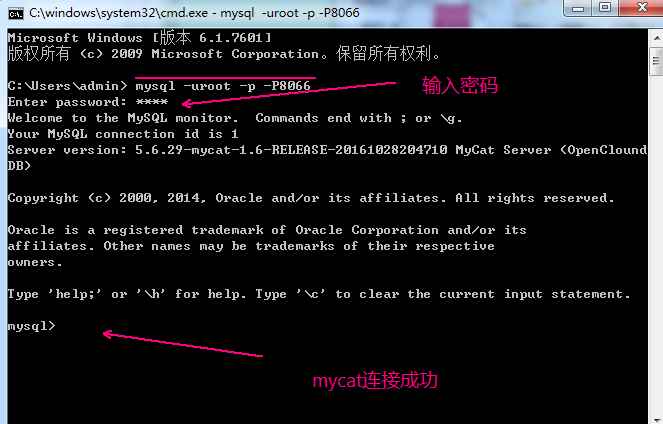 C:\windows\system32\cmd.exe - mysql -uroot -p -P8066
Microsoft Windows [版本 6.1.7601]
版权所有 (c) 2009 Microsoft Corporation。保留所有权利。
C:\Users\admin> mysql -uroot -p -P8066
输入密码
Enter password: ****
Welcome to the MySQL monitor.  Commands end with ; or \g.
Your MySQL connection id is 1
Server version: 5.6.29-mycat-1.6-RELEASE-20161028204710 MyCat Server (OpenClound
DB)
Copyright (c) 2000, 2014, Oracle and/or its affiliates. All rights reserved.
Oracle is a registered trademark of Oracle Corporation and/or its
affiliates. Other names may be trademarks of their respective
owners.
Type 'help;' or '\h' for help. Type '\c' to clear the current input statement.
mysql>
mycat连接成功